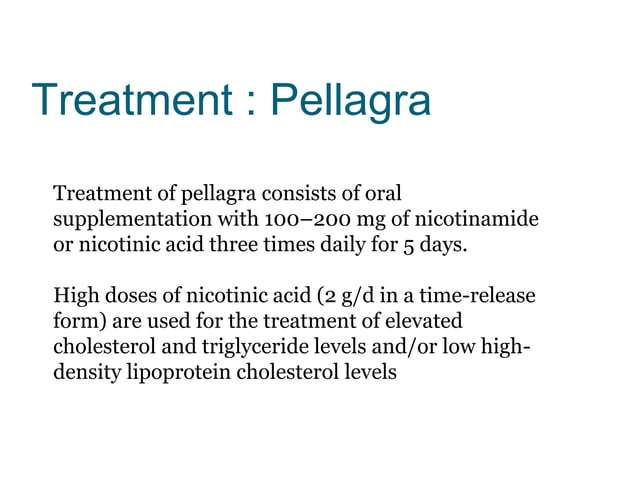 Treatment : Pellagra
Treatment of pellagra consists of oral
supplementation with 100–200 mg of nicotinamide
or nicotinic acid three times daily for 5 days.
High doses of nicotinic acid (2 g/d in a time-release
form) are used for the treatment of elevated
cholesterol and triglyceride levels and/or low high-
density lipoprotein cholesterol levels